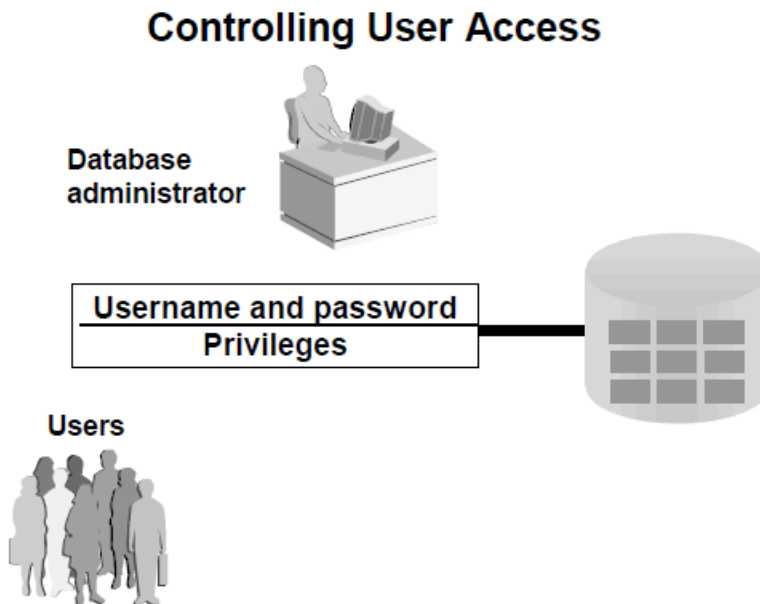 Controlling User Access
Database
administrator
Username and password
Privileges
Users